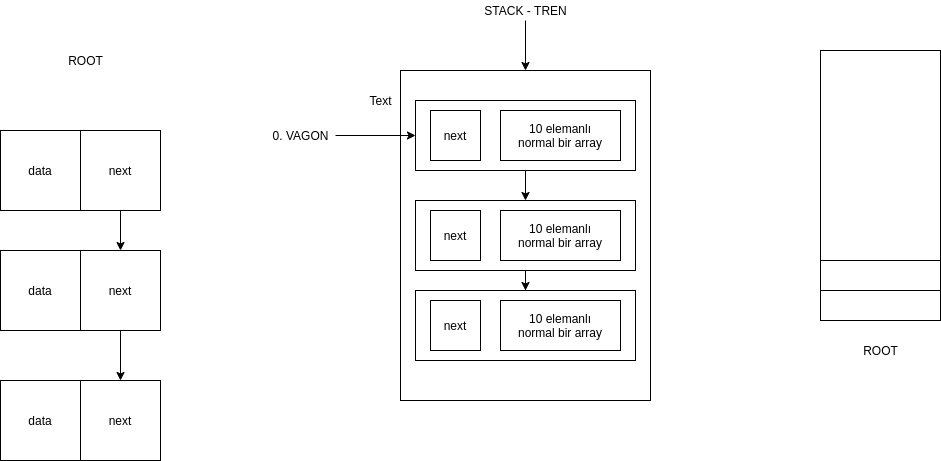 ROOT
data
next
data
next
data
next
STACK - TREN
Text
0. VAGON
next
10 elemanlı
normal bir array
next
10 elemanlı
normal bir array
next
10 elemanlı
normal bir array
ROOT